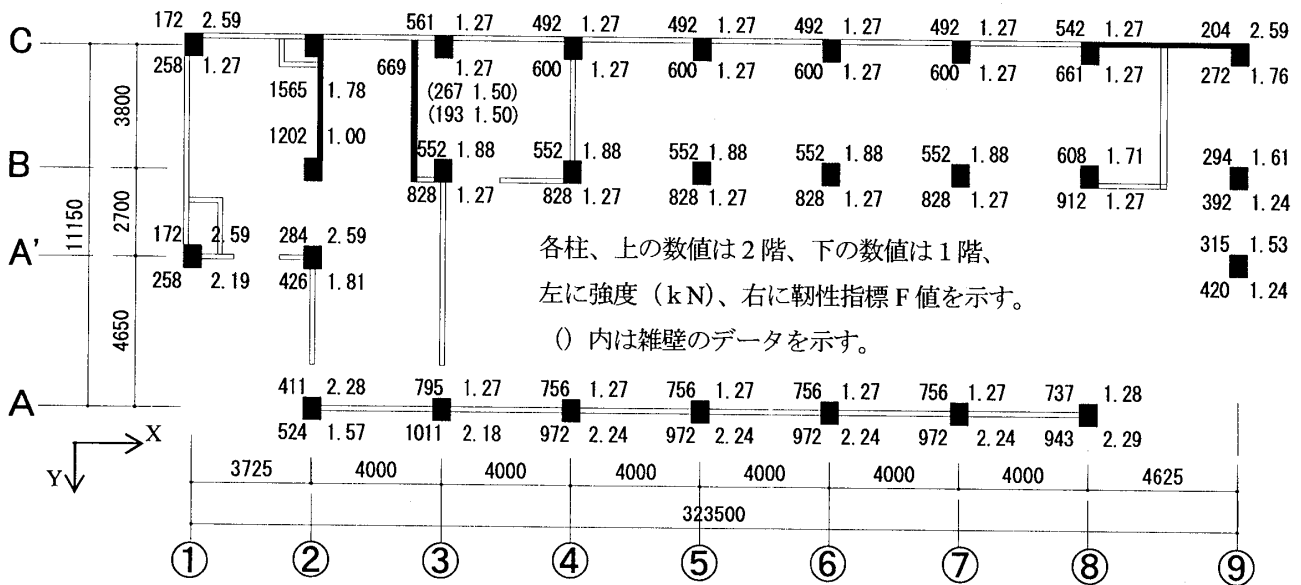 172 2.59 561 1.27 492 1.27 492 1.27 492 1.27 492 1.27 542 1.27 204 2.59
C
258 1.27 669 1.27 600 1.27 600 1.27 600 1.27 600 1.27 661 1.27 272 1.76
1565 1.78 (267 1.50)
(193 1.50)
3800
1202 1.00 552 1.88 552 1.88 552 1.88 552 1.88 552 1.88 608 1.71 294 1.61
B
828 1.27 828 1.27 828 1.27 828 1.27 828 1.27 912 1.27 392 1.24
11150 2700
172 2.59 284 2.59 各柱、上の数値は2階、下の数値は1階、 315 1.53
A'
258 2.19 426 1.81 左に強度(kN)、右に靭性指標F値を示す。 420 1.24
()内は雑壁のデータを示す。
4650
411 2.28 795 1.27 756 1.27 756 1.27 756 1.27 756 1.27 737 1.28
A
524 1.57 1011 2.18 972 2.24 972 2.24 972 2.24 972 2.24 943 2.29
X
Y
3725 4000 4000 4000 4000 4000 4000 4625
323500
① ② ③ ④ ⑤ ⑥ ⑦ ⑧ ⑨